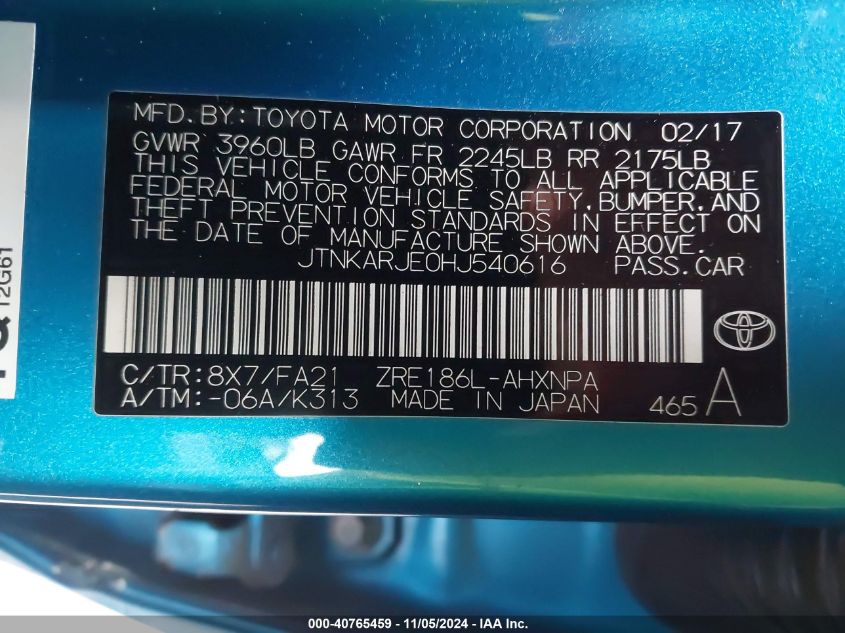 MFD. BY: TOYOTA MOTOR CORPORATION 02/17
GVWR 3960LB GAWR FR 2245LB RR 2175LB
THIS VEHICLE CONFORMS TO ALL APPLICABLE
FEDERAL MOTOR VEHICLE SAFETY, BUMPER, AND
THEFT PREVENTION STANDARDS IN EFFECT ON
THE DATE OF MANUFACTURE SHOWN ABOVE.
JTNKARJE0HJ540616 PASS.CAR
C/TR: 8X7/FA21 ZRE186L-AHXNPA
A/TM: -06A/K313 MADE IN JAPAN 465 A
12G61
000-40765459 - 11/05/2024 - IAA Inc.